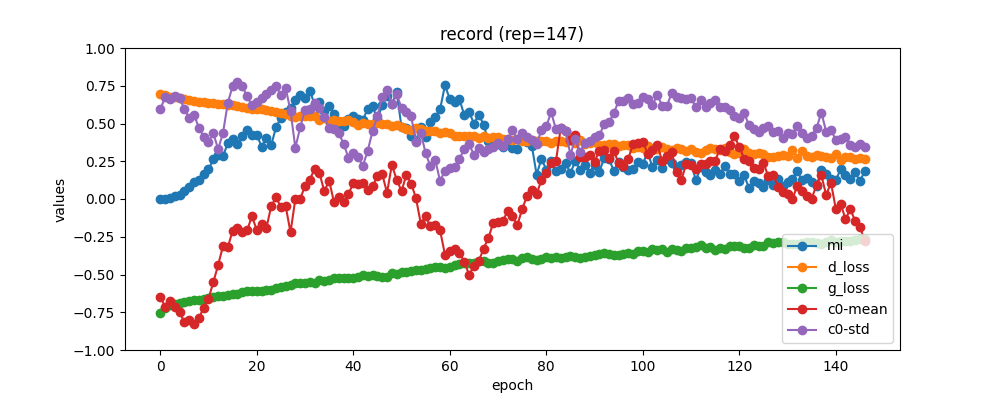 record (rep=147)
1.00
0.75
0.50
0.25
0.00
−0.25
−0.50
−0.75
−1.00
values
0 20 40 60 80 100 120 140
epoch
mi
d_loss
g_loss
c0-mean
c0-std